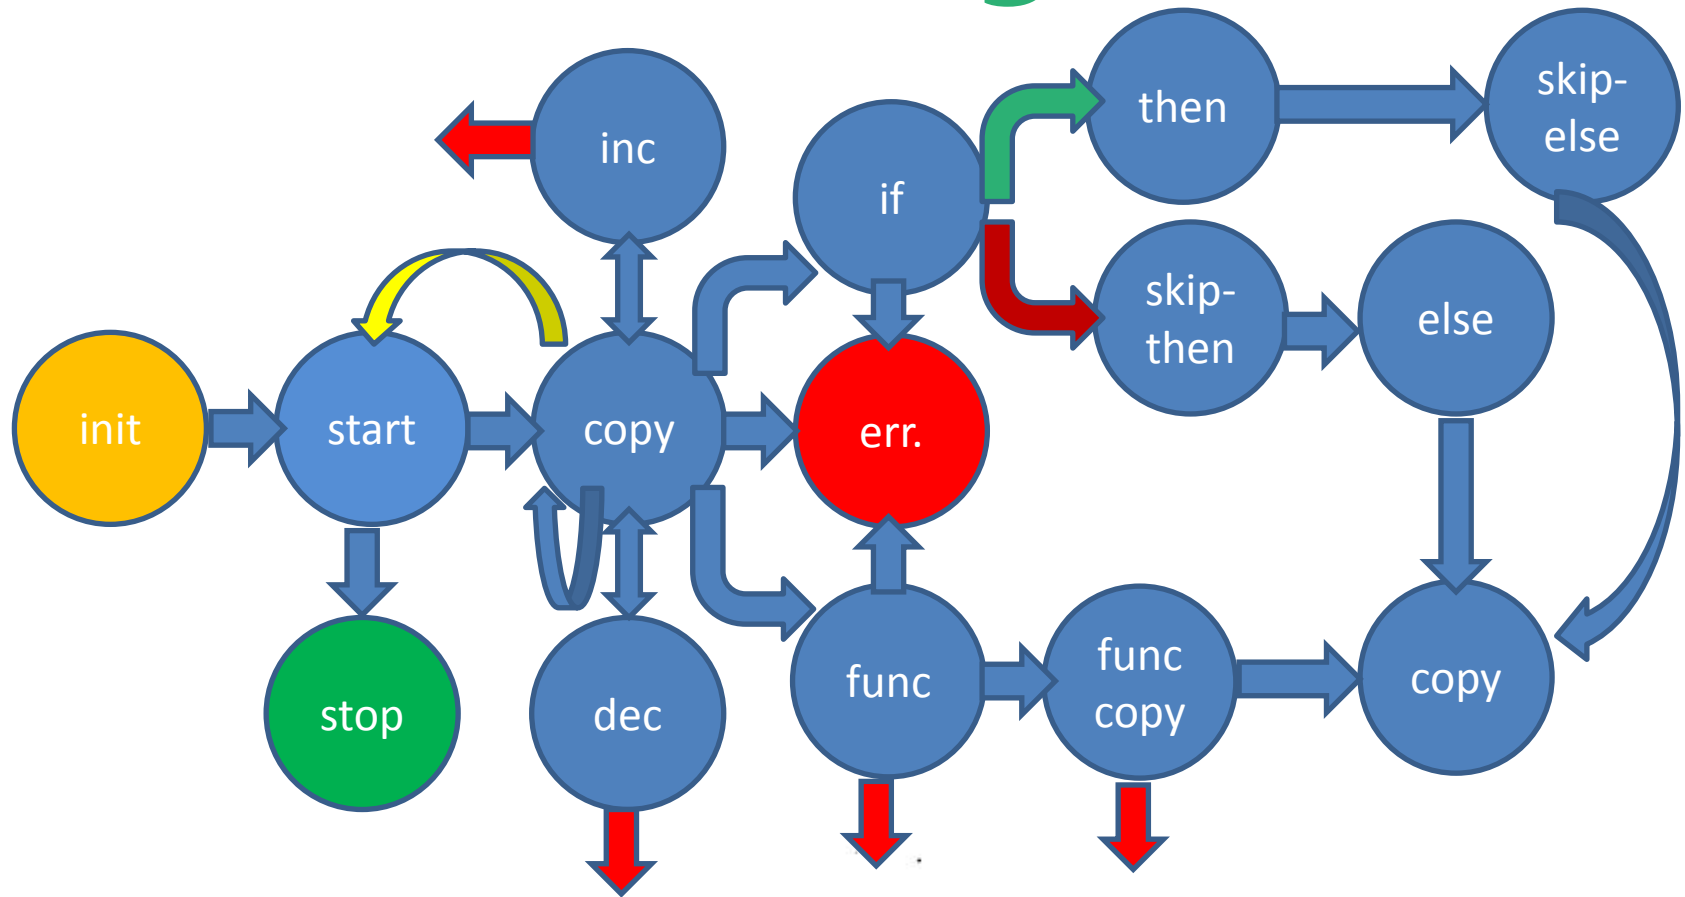 inc
if
then
skip-
else
skip-
then
else
init
start
copy
err.
stop
dec
func
func
copy
copy